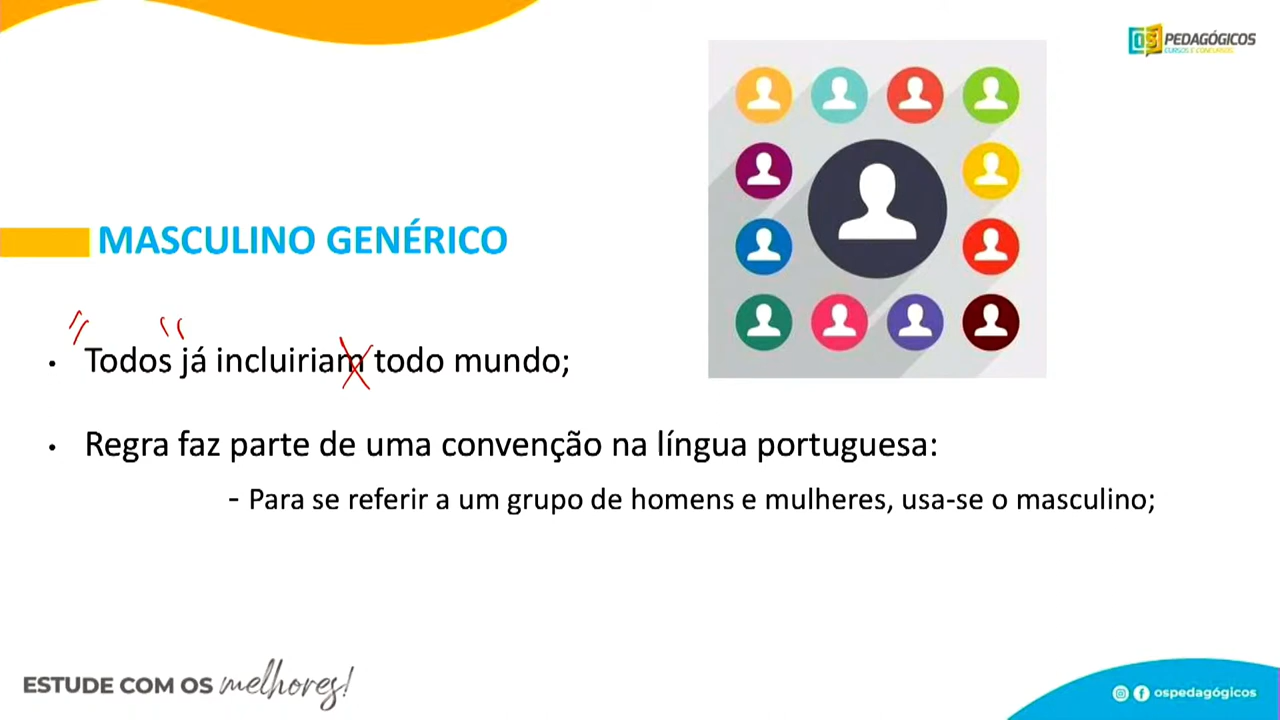 OS PEDAGÓGICOS
CURSOS E CONCURSOS
MASCULINO GENÉRICO
• " Todos " já incluiriam todo mundo;
• Regra faz parte de uma convenção na língua portuguesa:
- Para se referir a um grupo de homens e mulheres, usa-se o masculino;
ESTUDE COM OS melhores!
ospedagógicos